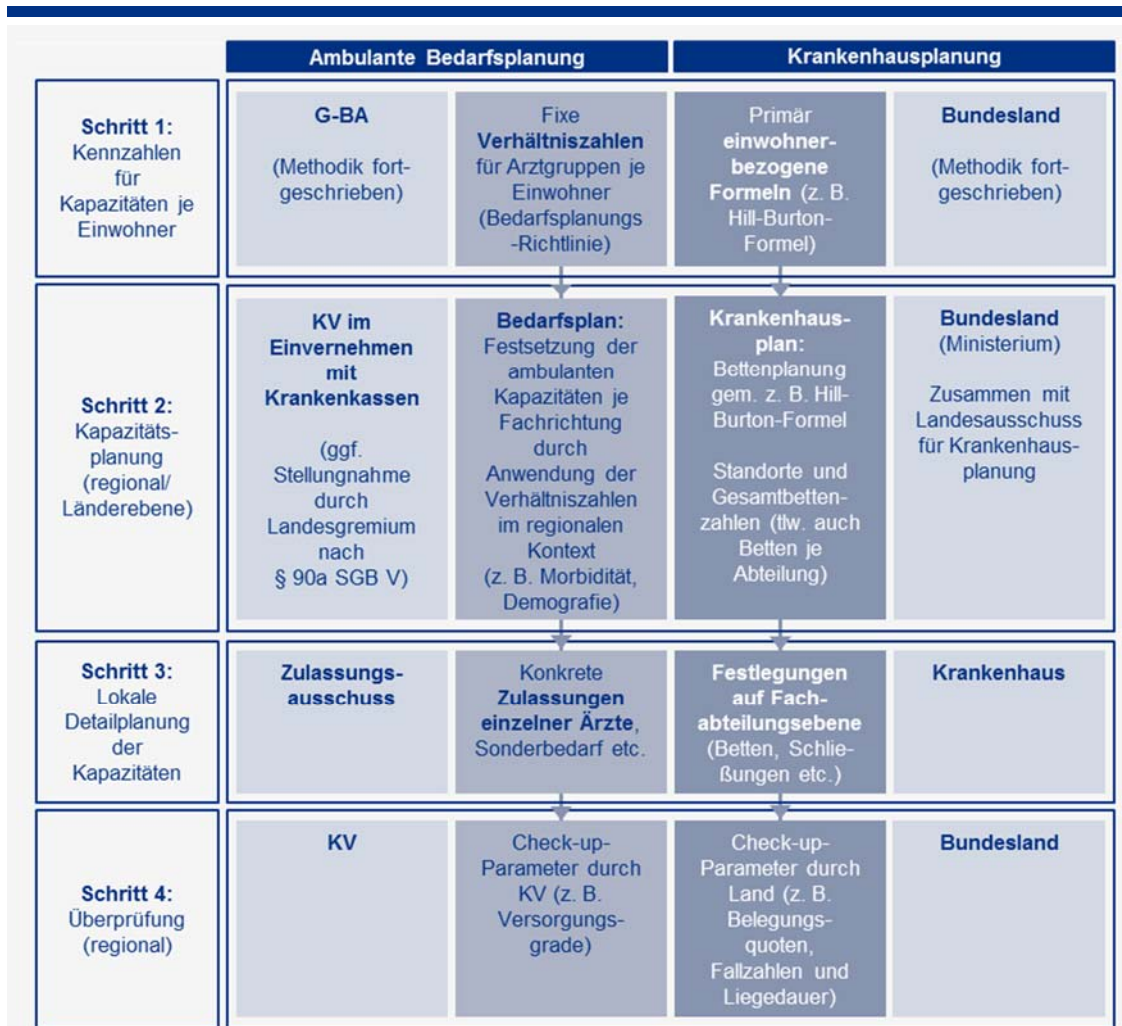 Ambulante Bedarfsplanung
Krankenhausplanung
Schritt 1:
Kennzahlen
für
Kapazitäten je
Einwohner
G-BA
(Methodik fort-
geschrieben)
Fixe
Verhältniszahlen
für Arztgruppen je
Einwohner
(Bedarfsplanungs
-Richtlinie)
Primär
einwohner-
bezogene
Formeln (z. B.
Hill-Burton-
Formel)
Bundesland
(Methodik fort-
geschrieben)
Schritt 2:
Kapazitäts-
planung
(regional/
Länderebene)
KV im
Einvernehmen
mit
Krankenkassen
(ggf.
Stellungnahme
durch
Landesgremium
nach
§ 90a SGB V)
Bedarfsplan:
Festsetzung der
ambulanten
Kapazitäten je
Fachrichtung
durch
Anwendung der
Verhältniszahlen
im regionalen
Kontext
(z. B. Morbidität,
Demografie)
Krankenhaus-
plan:
Bettenplanung
gem. z. B. Hill-
Burton-Formel
Standorte und
Gesamtbetten-
zahlen (tlw. auch
Betten je
Abteilung)
Bundesland
(Ministerium)
Zusammen mit
Landesausschuss
für Krankenhaus-
planung
Schritt 3:
Lokale
Detailplanung
der
Kapazitäten
Zulassungs-
ausschuss
Konkrete
Zulassungen
einzelner Ärzte,
Sonderbedarf etc.
Festlegungen
auf Fach-
abteilungsebene
(Betten, Schlie-
ßungen etc.)
Krankenhaus
Schritt 4:
Überprüfung
(regional)
KV
Check-up-
Parameter durch
KV (z. B.
Versorgungs-
grade)
Check-up-
Parameter durch
Land (z. B.
Belegungs-
quoten,
Fallzahlen und
Liegedauer)
Bundesland